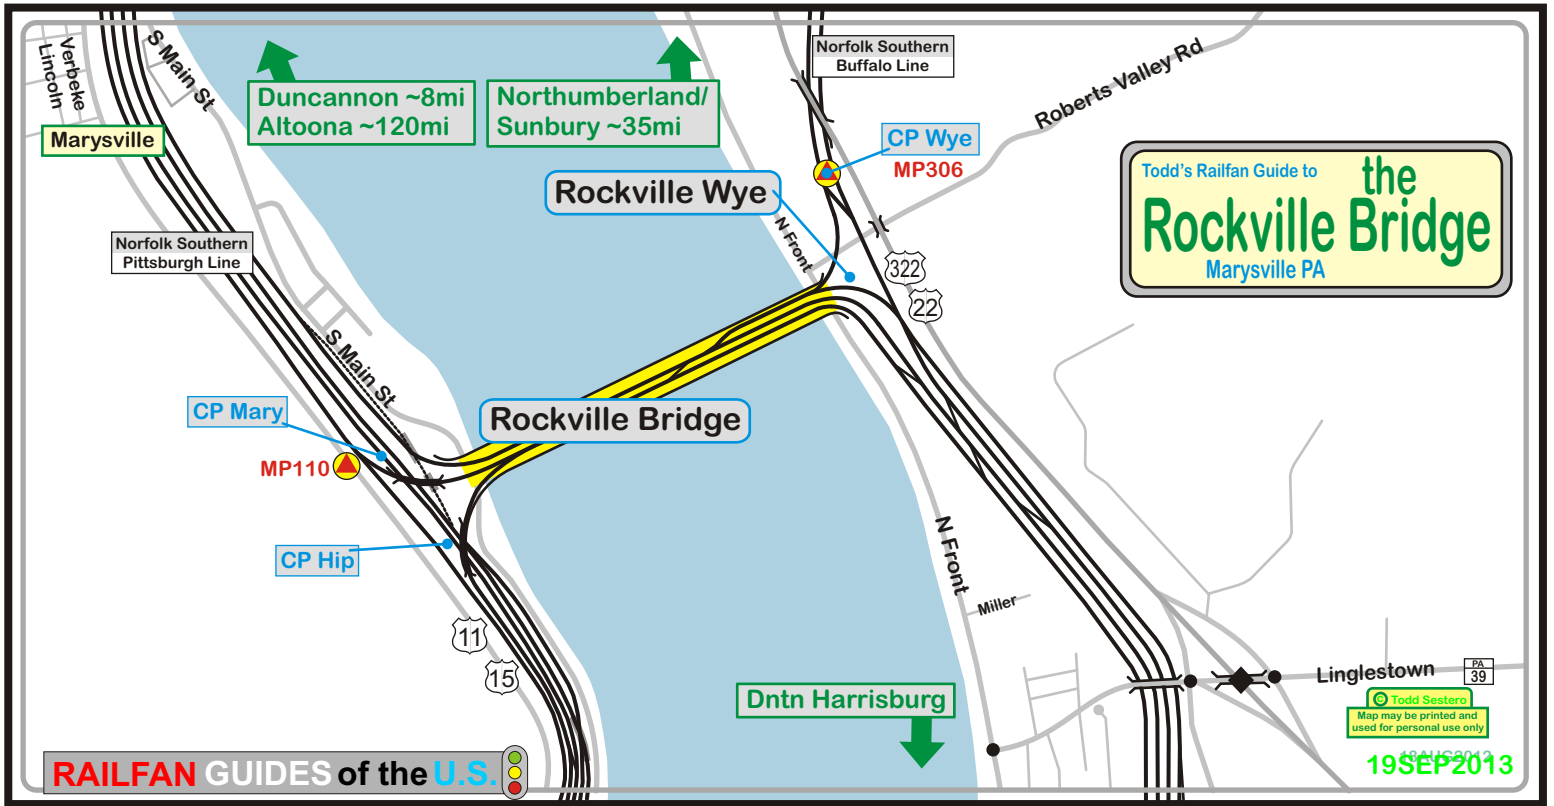 Verbeke
Lincoln
S Main St
Marysville
Duncannon ~8mi
Altoona ~120mi
Northumberland/
Sunbury ~35mi
Norfolk Southern
Buffalo Line
Roberts Valley Rd
CP Wye
MP306
Rockville Wye
Todd's Railfan Guide to
the
Rockville Bridge
Marysville PA
N Front
Norfolk Southern
Pittsburgh Line
322
22
S Main St
CP Mary
Rockville Bridge
MP110
CP Hip
N Front
Miller
11
15
Linglestown
PA
39
Dntn Harrisburg
© Todd Sestero
Map may be printed and
used for personal use only
18AUG2013
19SEP2013
RAILFAN GUIDES of the U.S.